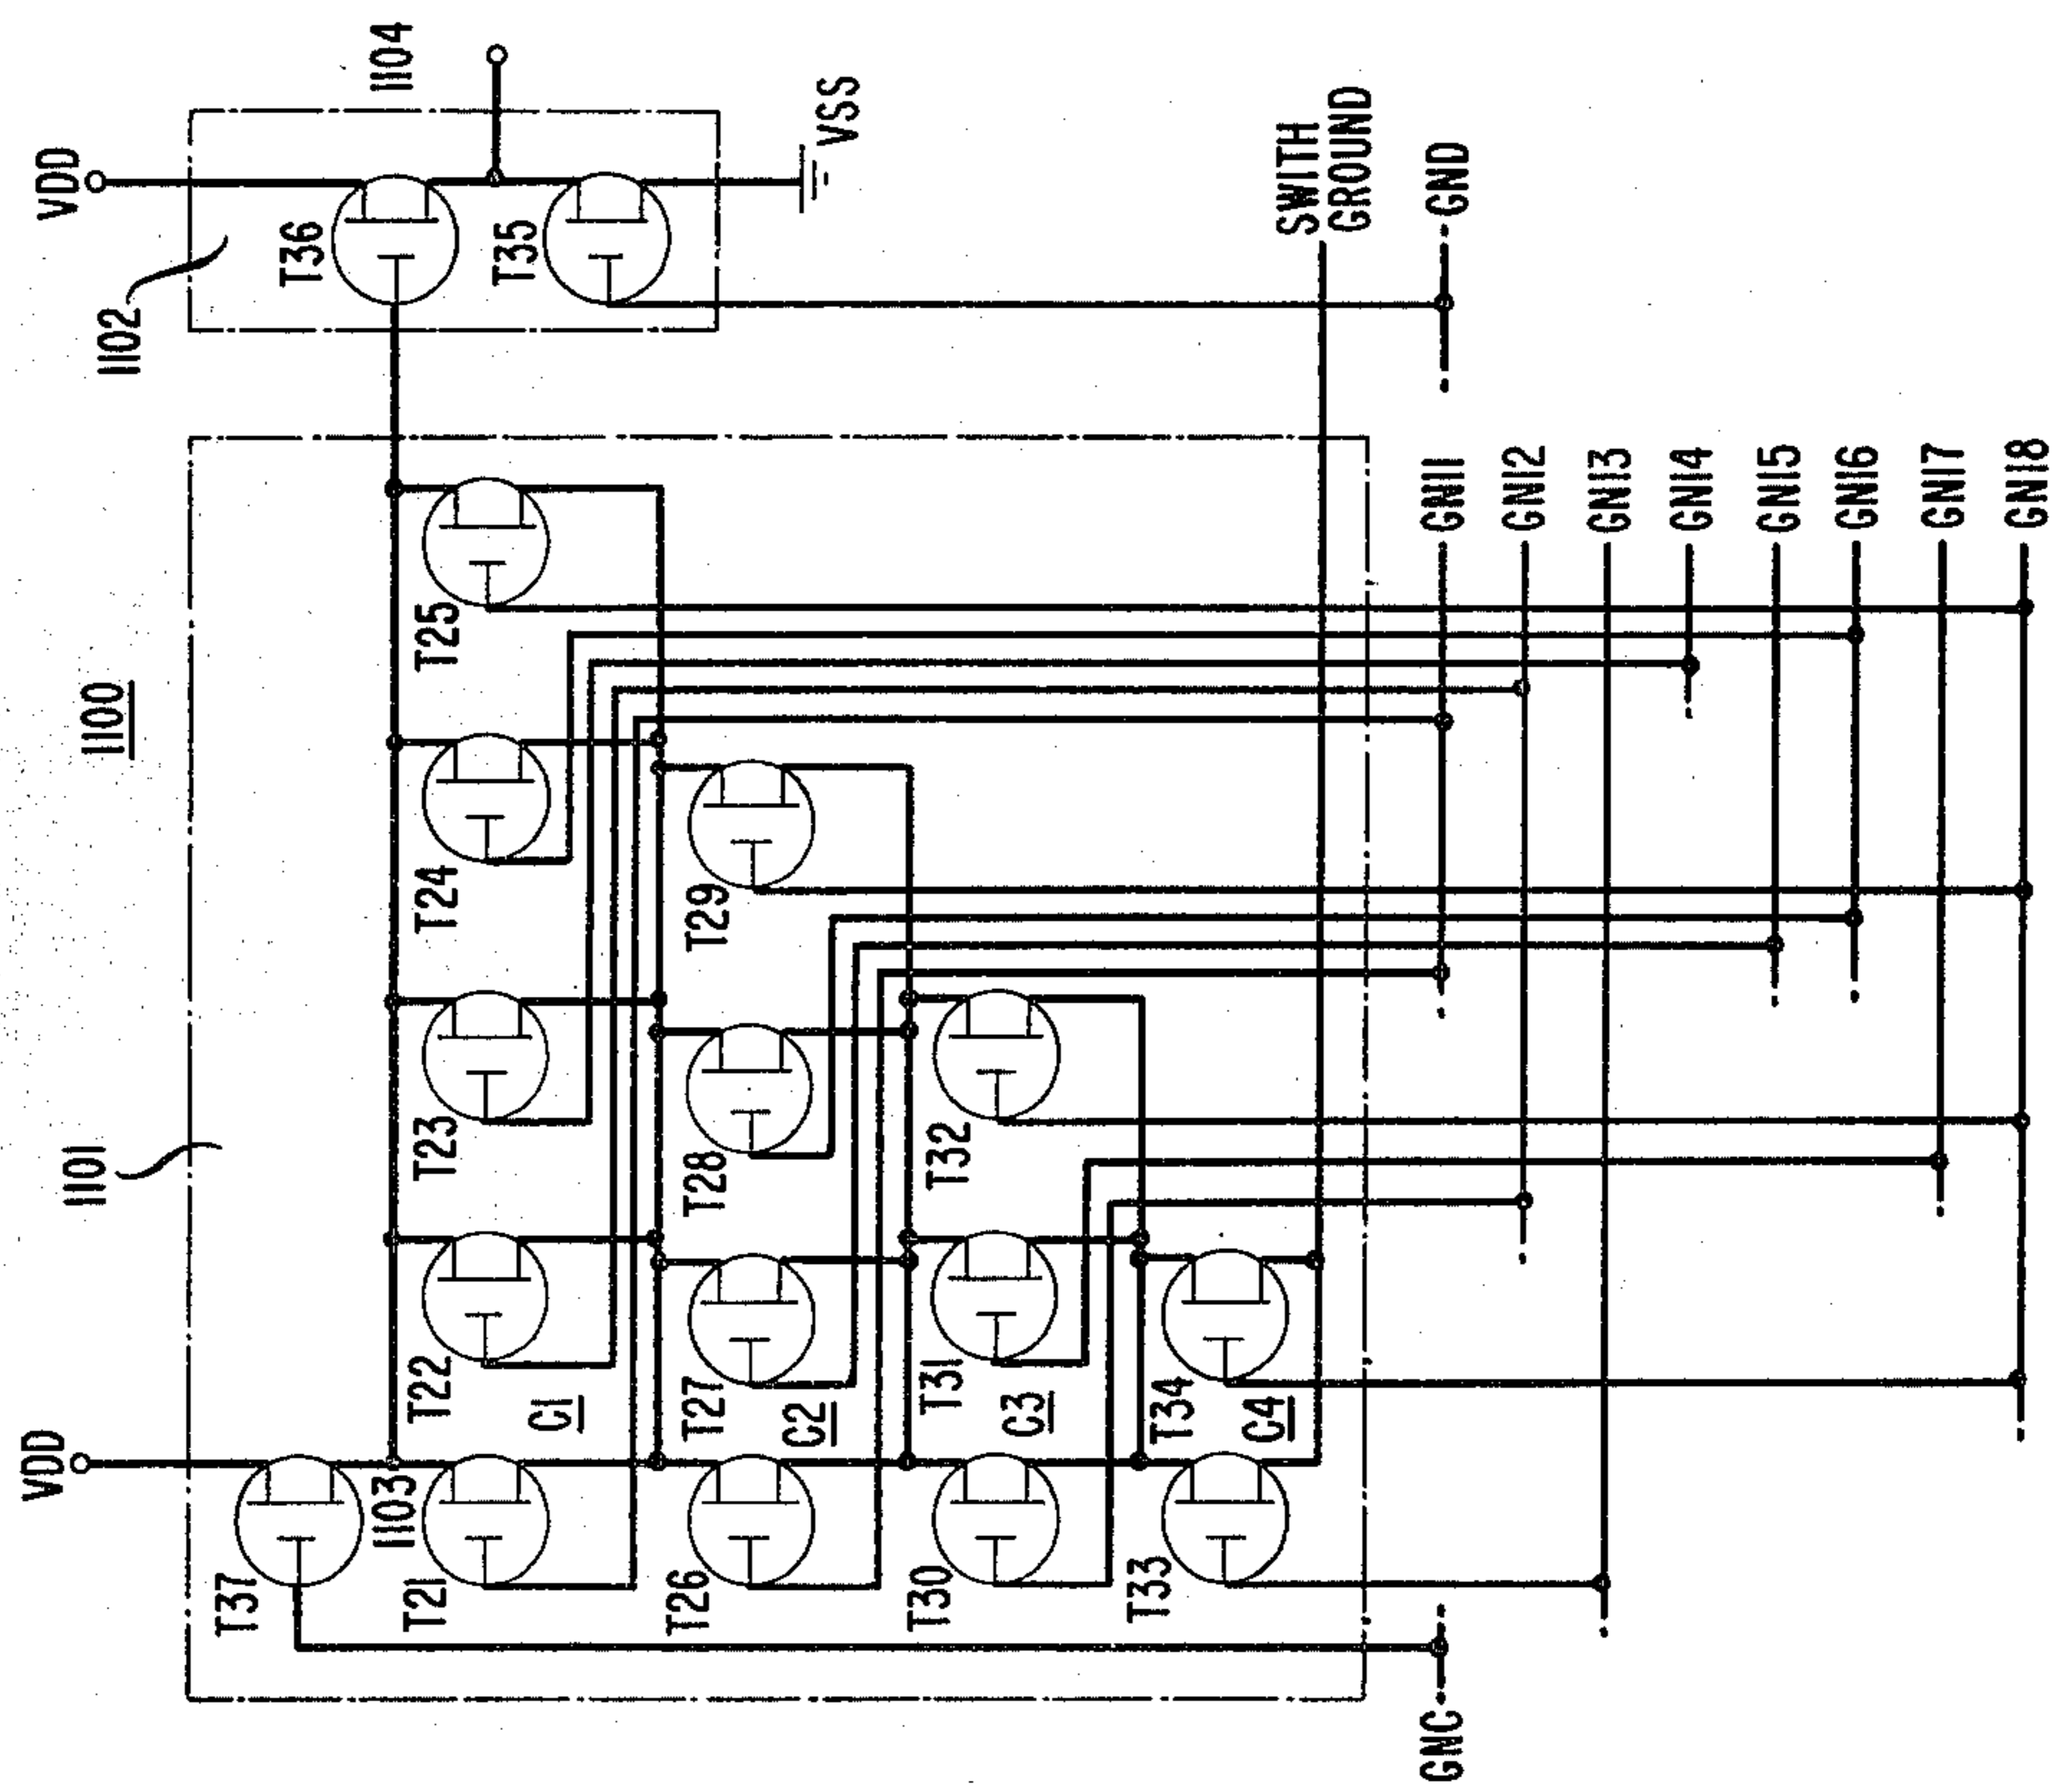 1100
VDD
VDD
1104
1102
T36
T35
VSS
1101
T37
1103
T21
T22
T23
T24
T25
C1
T26
T27
T28
T29
C2
T30
T31
T32
C3
T33
T34
C4
SWITH
GROUND
GND
GNC
GNI1
GNI2
GNI3
GNI4
GNI5
GNI6
GNI7
GNI8